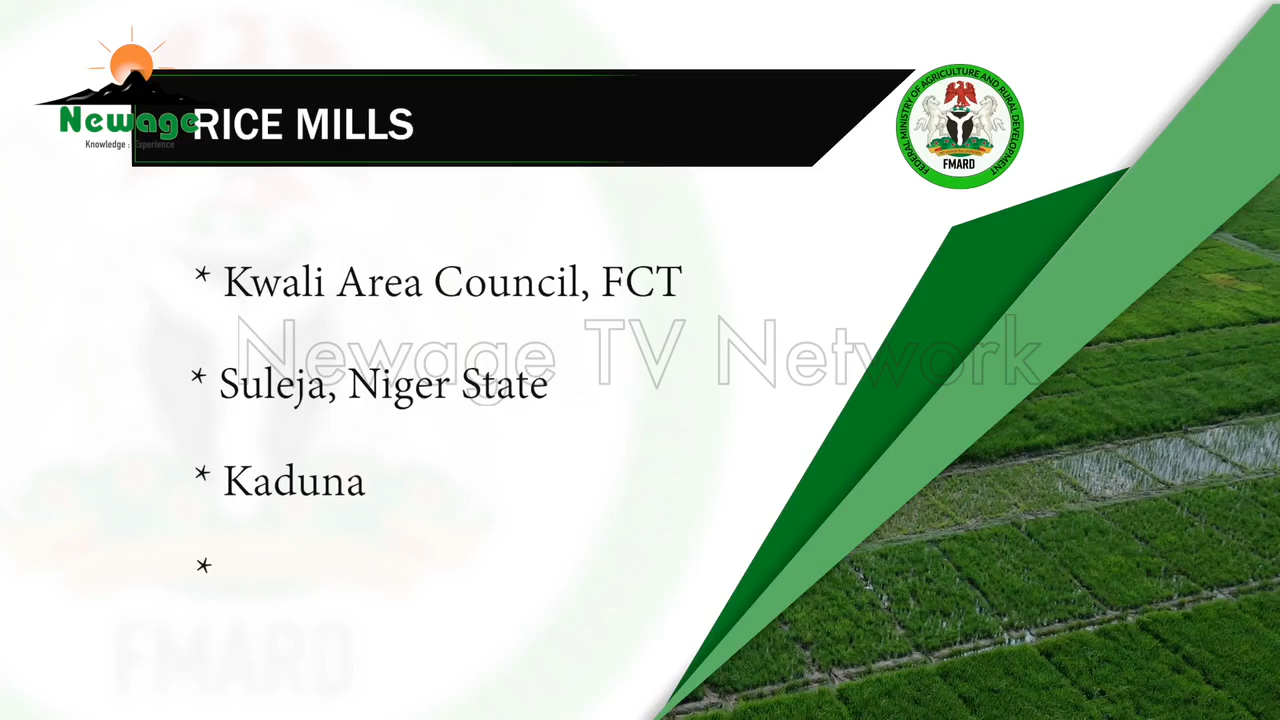 Newage
Knowledge : Experience
RICE MILLS
FEDERAL MINISTRY OF AGRICULTURE AND RURAL DEVELOPMENT
FMARD
* Kwali Area Council, FCT
Newage TV Network
* Suleja, Niger State
* Kaduna
*
FMARD